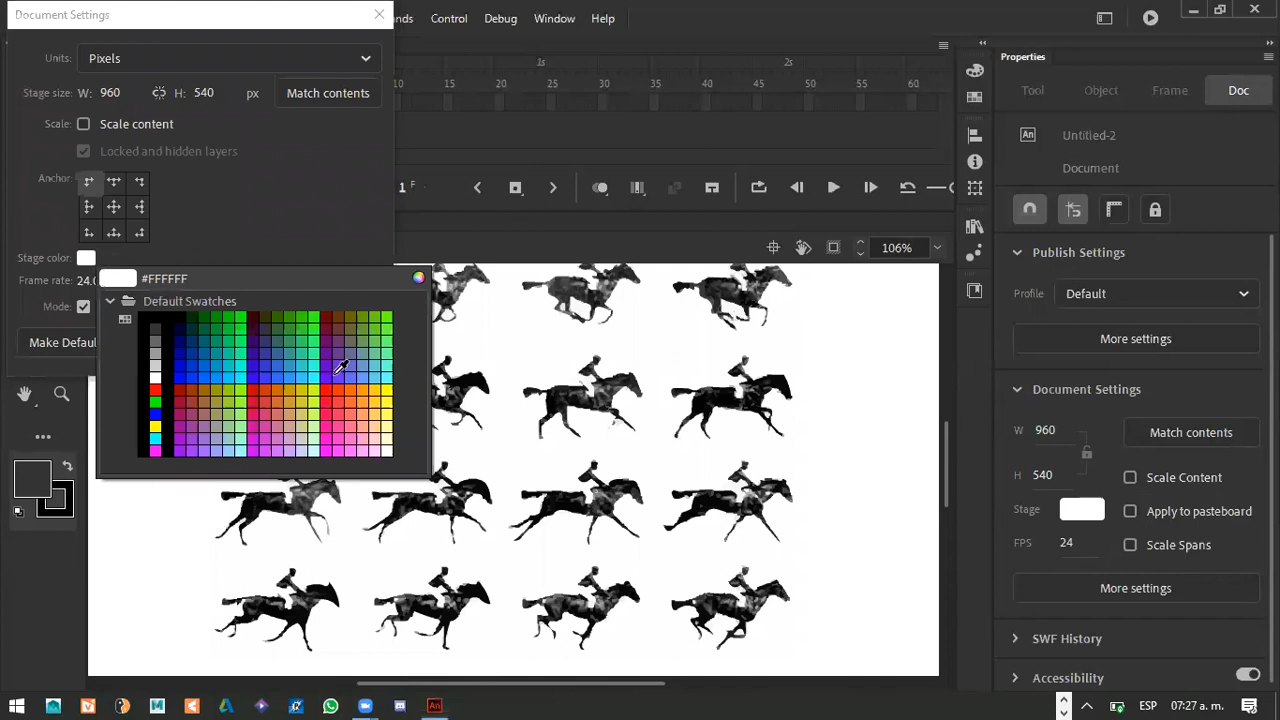 Document Settings
ands Control Debug Window Help
Units: Pixels
Stage size: W: 960 H: 540 px Match contents
Scale: Scale content
Locked and hidden layers
Anchor:
Stage color:
Frame rate: 24.0
Mode:
Make Defaul
#FFFFFF
Default Swatches
1s 2s
10 15 20 25 30 35 40 45 50 55 60
1 F
106%
Properties
Tool Object Frame Doc
An Untitled-2
Document
Publish Settings
Profile Default
More settings
Document Settings
W 960 Match contents
H 540 Scale Content
Stage Apply to pasteboard
FPS 24 Scale Spans
More settings
SWF History
Accessibility
An ESP 07:27 a. m.